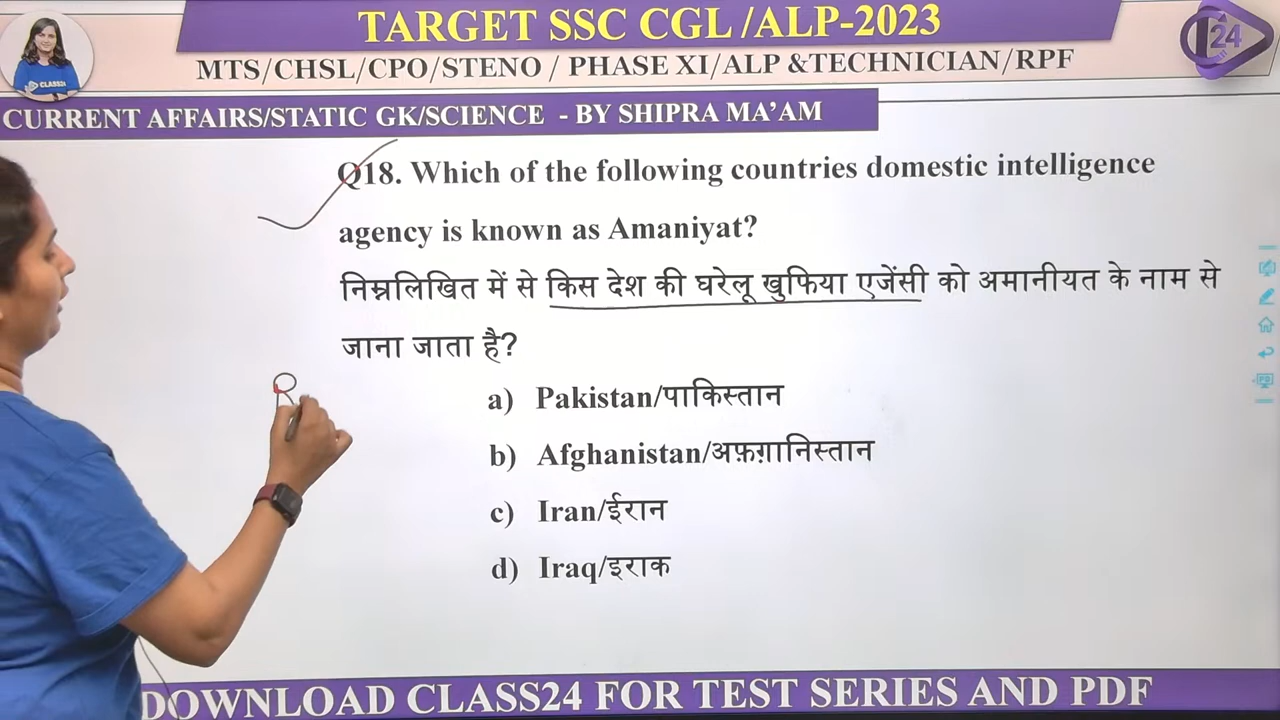 TARGET SSC CGL /ALP-2023
24
MTS/CHSL/CPO/STENO / PHASE XI/ALP &TECHNICIAN/RPF
CLASS24
CURRENT AFFAIRS/STATIC GK/SCIENCE - BY SHIPRA MA'AM
Q18. Which of the following countries domestic intelligence
agency is known as Amaniyat?
निम्नलिखित में से किस देश की घरेलू खुफिया एजेंसी को अमानीयत के नाम से
जाना जाता है?
R
a) Pakistan/पाकिस्तान
b) Afghanistan/अफ़ग़ानिस्तान
c) Iran/ईरान
d) Iraq/इराक
DOWNLOAD CLASS24 FOR TEST SERIES AND PDF